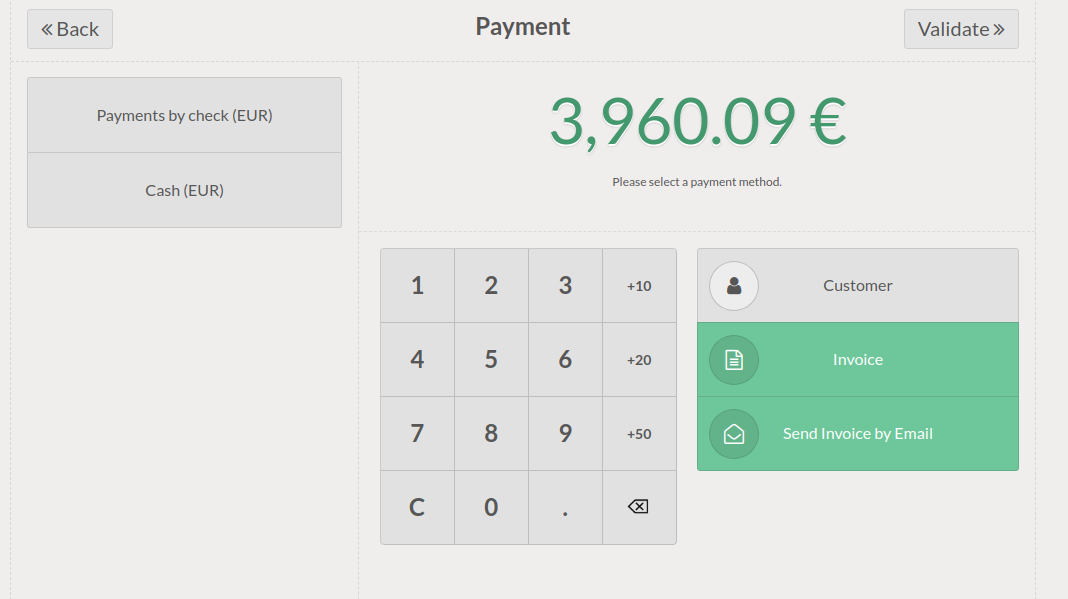 Back
Payment
Validate
Payments by check (EUR)
Cash (EUR)
3,960.09 €
Please select a payment method.
1 2 3 +10
4 5 6 +20
7 8 9 +50
C 0 .
Customer
Invoice
Send Invoice by Email